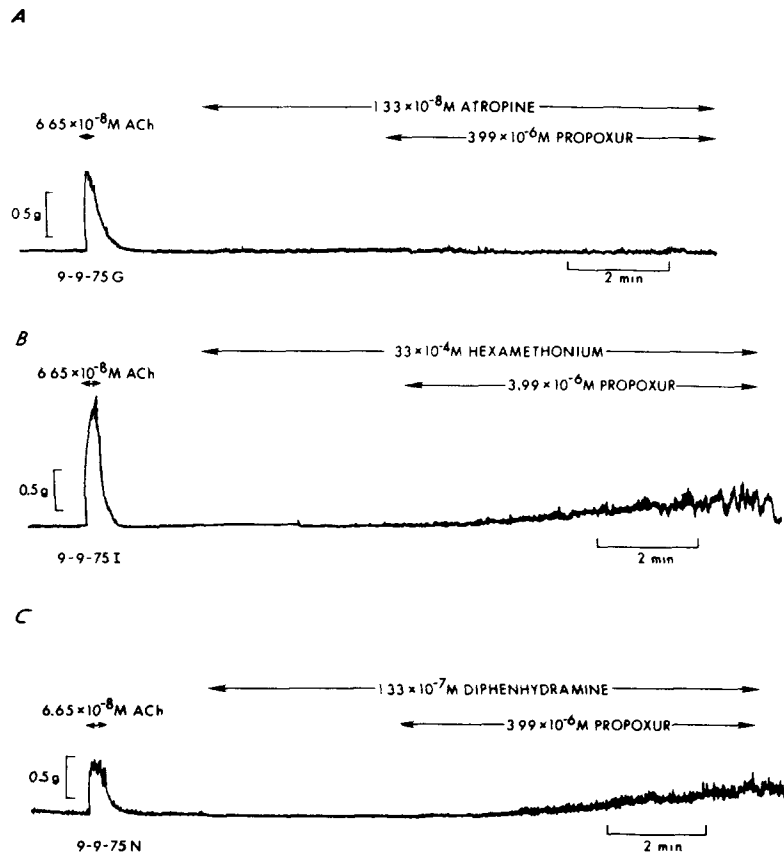 A
1.33×10-8M ATROPINE
6.65×10-8M ACh
3.99×10-6M PROPOXUR
0.5g
9-9-75 G
2 min
B
33×10-4M HEXAMETHONIUM
6.65×10-8M ACh
3.99×10-6M PROPOXUR
0.5g
9-9-75 I
2 min
C
1.33×10-7M DIPHENHYDRAMINE
6.65×10-8M ACh
3.99×10-6M PROPOXUR
0.5g
9-9-75 N
2 min